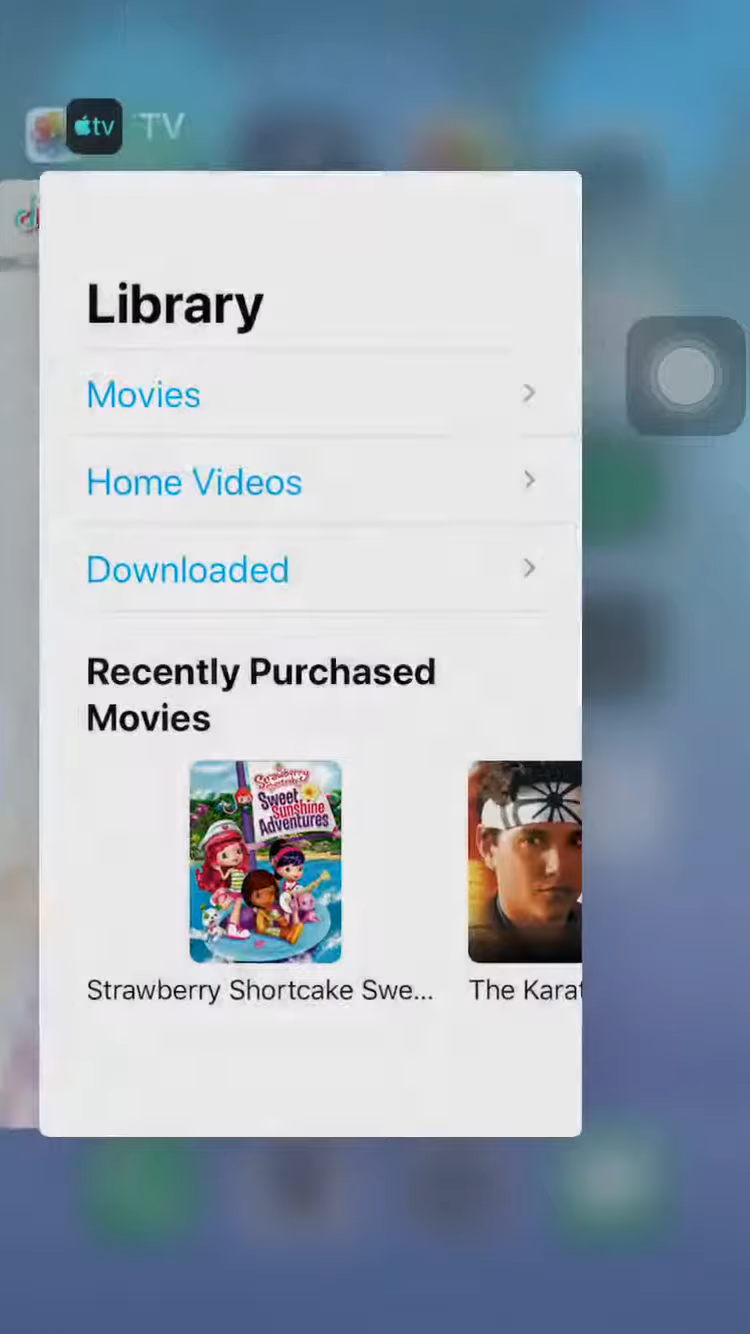 tv TV
Library
Movies
Home Videos
Downloaded
Recently Purchased
Movies
Strawberry
Shortcake
Sweet
Sunshine
Adventures
Strawberry Shortcake Swe... The Karat